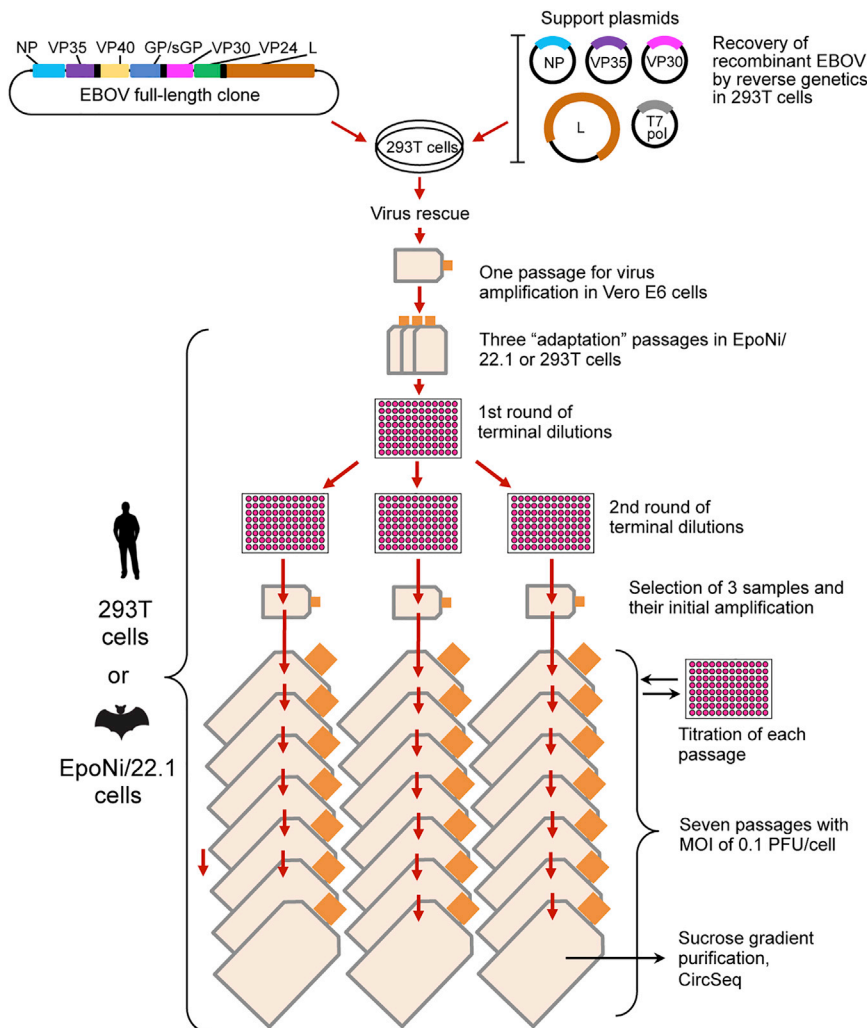 NP VP35 VP40 GP/sGP VP30 VP24 L
EBOV full-length clone
Support plasmids
NP
VP35
VP30
L
T7
pol
Recovery of
recombinant EBOV
by reverse genetics
in 293T cells
293T cells
Virus rescue
One passage for virus
amplification in Vero E6 cells
Three “adaptation” passages in EpoNi/
22.1 or 293T cells
1st round of
terminal dilutions
2nd round of
terminal dilutions
Selection of 3 samples and
their initial amplification
293T
cells
or
EpoNi/22.1
cells
Titration of each
passage
Seven passages with
MOI of 0.1 PFU/cell
Sucrose gradient
purification,
CircSeq